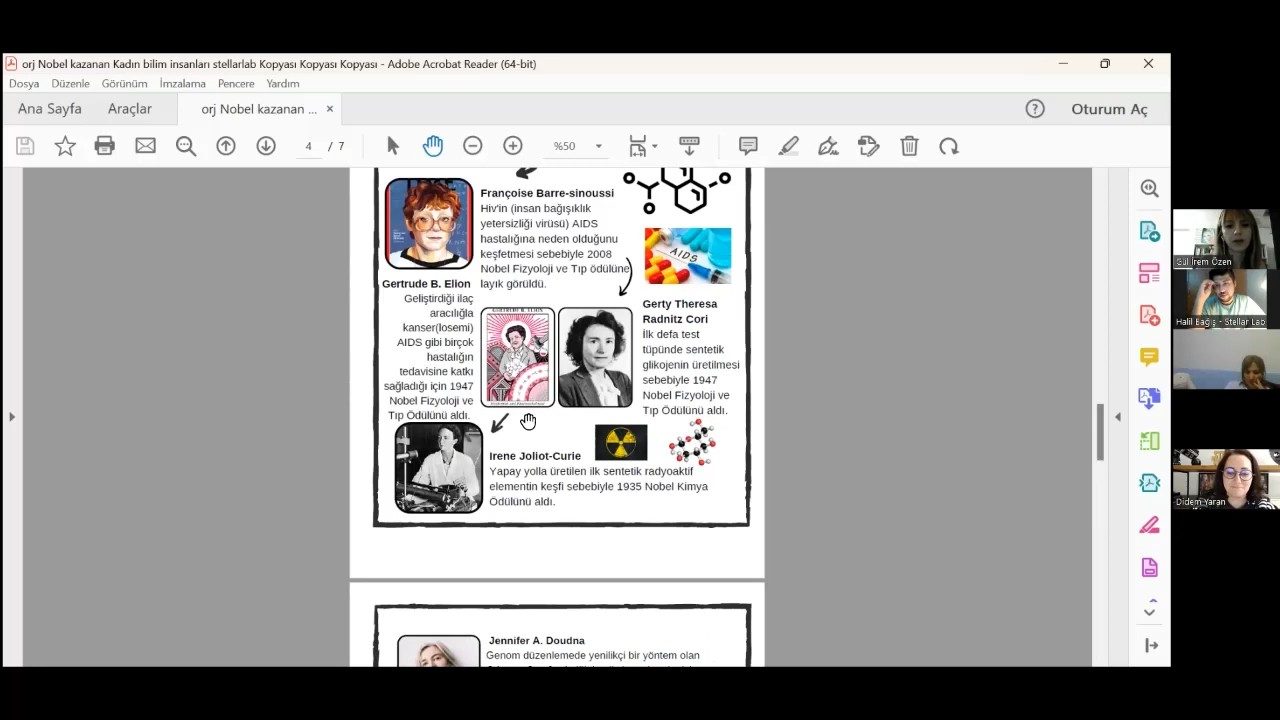 orj Nobel kazanan Kadın bilim insanları stellarlab Kopyası Kopyası Kopyası - Adobe Acrobat Reader (64-bit)
Dosya Düzenle Görünüm İmzalama Pencere Yardım
Ana Sayfa Araçlar orj Nobel kazanan ... × Oturum Aç
4 / 7 %50
Françoise Barre-sinoussi
Hiv'in (insan bağışıklık
yetersizliği virüsü) AIDS
hastalığına neden olduğunu
keşfetmesi sebebiyle 2008
Nobel Fizyoloji ve Tıp ödülüne
layık görüldü.
AIDS
Gertrude B. Elion
Geliştirdiği ilaç
aracılığla
kanser(losemi)
AIDS gibi birçok
hastalığın
tedavisine katkı
sağladığı için 1947
Nobel Fizyoloji ve
Tıp Ödülünü aldı.
GERTRUDE B. ELION
Gerty Theresa
Radnitz Cori
İlk defa test
tüpünde sentetik
glikojenin üretilmesi
sebebiyle 1947
Nobel Fizyoloji ve
Tıp Ödülünü aldı.
Irene Joliot-Curie
Yapay yolla üretilen ilk sentetik radyoaktif
elementin keşfi sebebiyle 1935 Nobel Kimya
Ödülünü aldı.
Jennifer A. Doudna
Genom düzenlemede yenilikçi bir yöntem olan
Gül İrem Özen
Halil Bağış - Stellar Lab
Didem Yaran